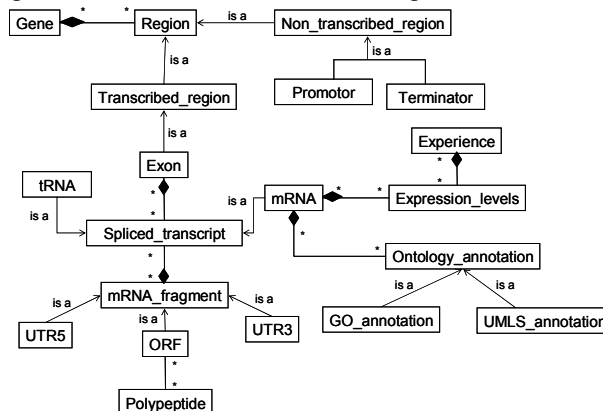 Gene
*
*
Region
is a
Non_transcribed_region
is a
is a
Promotor
Terminator
Transcribed_region
is a
Exon
*
*
Experience
*
*
tRNA
is a
is a
mRNA
*
*
Expression_levels
Spliced_transcript
*
*
Ontology_annotation
*
*
mRNA_fragment
is a
is a
is a
is a
is a
UTR5
ORF
UTR3
GO_annotation
UMLS_annotation
*
*
Polypeptide